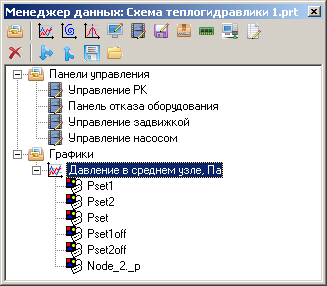 Менеджер данных: Схема теплогидравлики 1.prt
Панели управления
Управление РК
Панель отказа оборудования
Управление задвижкой
Управление насосом
Графики
Давление в среднем узле, Па
Pset1
Pset2
Pset
Pset1off
Pset2off
Node_2._p